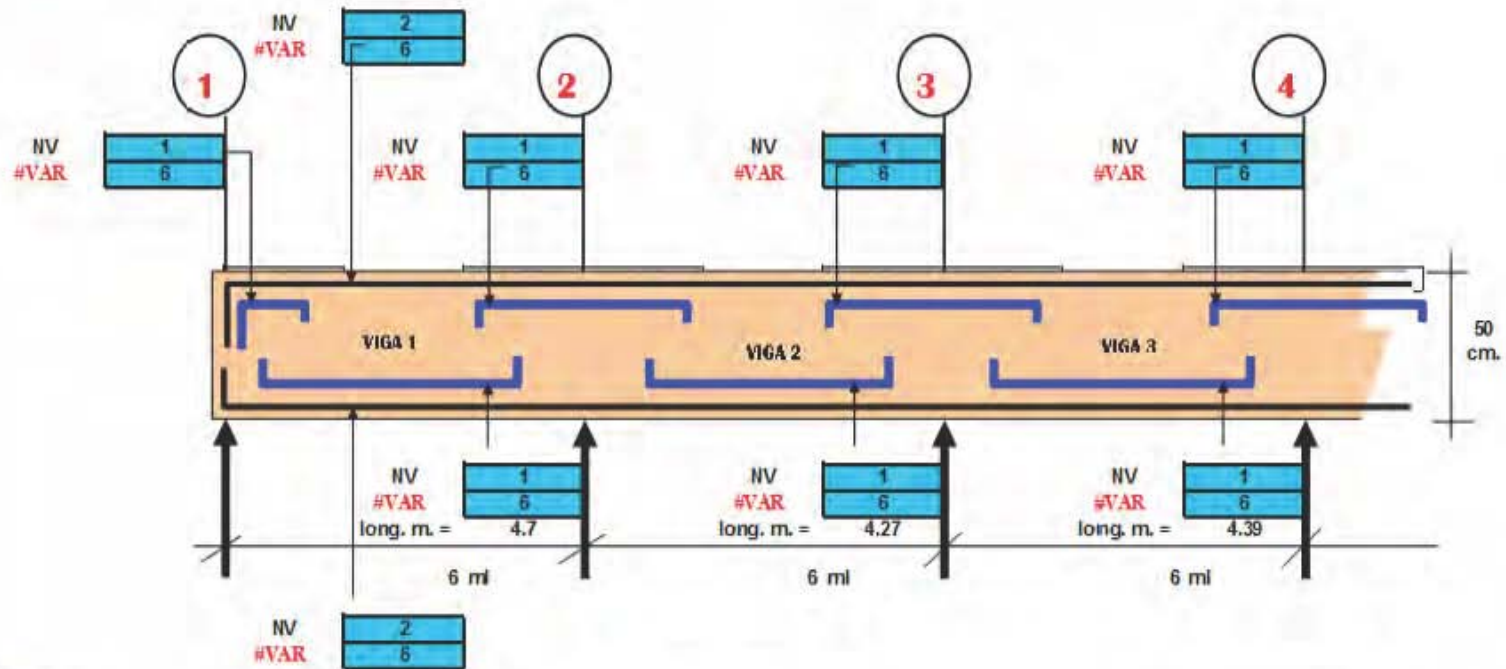 NV 2
#VAR 6
1 2 3 4
NV 1 NV 1 NV 1 NV 1
#VAR 6 #VAR 6 #VAR 6 #VAR 6
VIGA 1 VIGA 2 VIGA 3
50
cm.
NV 1 NV 1 NV 1
#VAR 6 #VAR 6 #VAR 6
long. m. = 4.7 long. m. = 4.27 long. m. = 4.39
6 ml 6 ml 6 ml
NV 2
#VAR 6